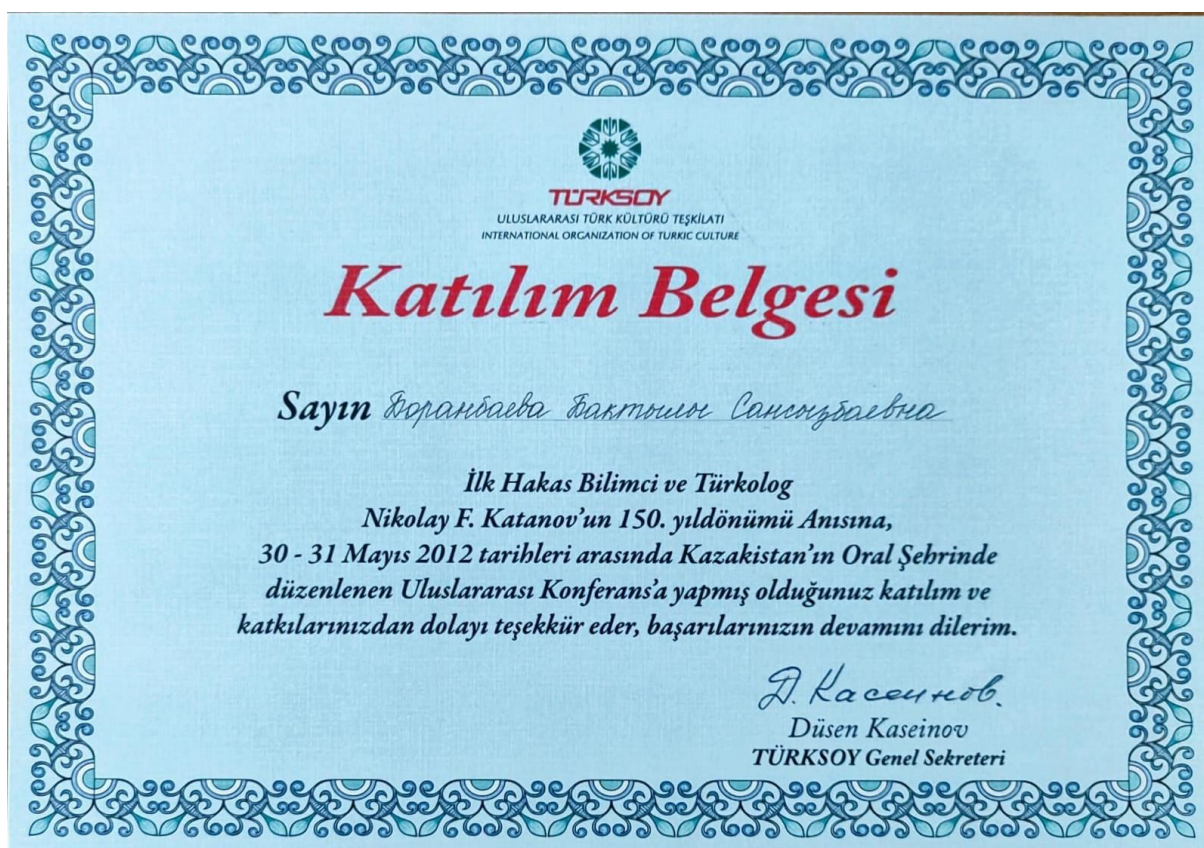 TÜRKSOY
ULUSLARARASI TÜRK KÜLTÜRÜ TEŞKİLATI
INTERNATIONAL ORGANIZATION OF TURKIC CULTURE
Katılım Belgesi
Sayın Боранбаева Бактылы Сансызбаевна
İlk Hakas Bilimci ve Türkolog
Nikolay F. Katanov'un 150. yıldönümü Anısına,
30 - 31 Mayıs 2012 tarihleri arasında Kazakistan'ın Oral Şehrinde
düzenlenen Uluslararası Konferans'a yapmış olduğunuz katılım ve
katkılarınızdan dolayı teşekkür eder, başarılarınızın devamını dilerim.
Д. Касеинов.
Düsen Kaseinov
TÜRKSOY Genel Sekreteri